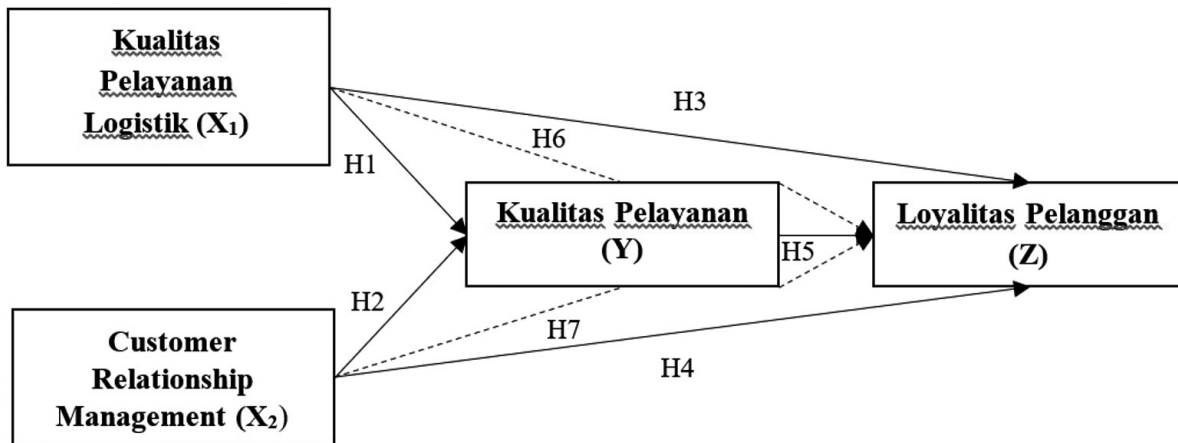 Kualitas
Pelayanan
Logistik (X₁)
H3
H6
H1
Kualitas Pelayanan
(Y)
Loyalitas Pelanggan
(Z)
H5
H2
H7
H4
Customer
Relationship
Management (X₂)